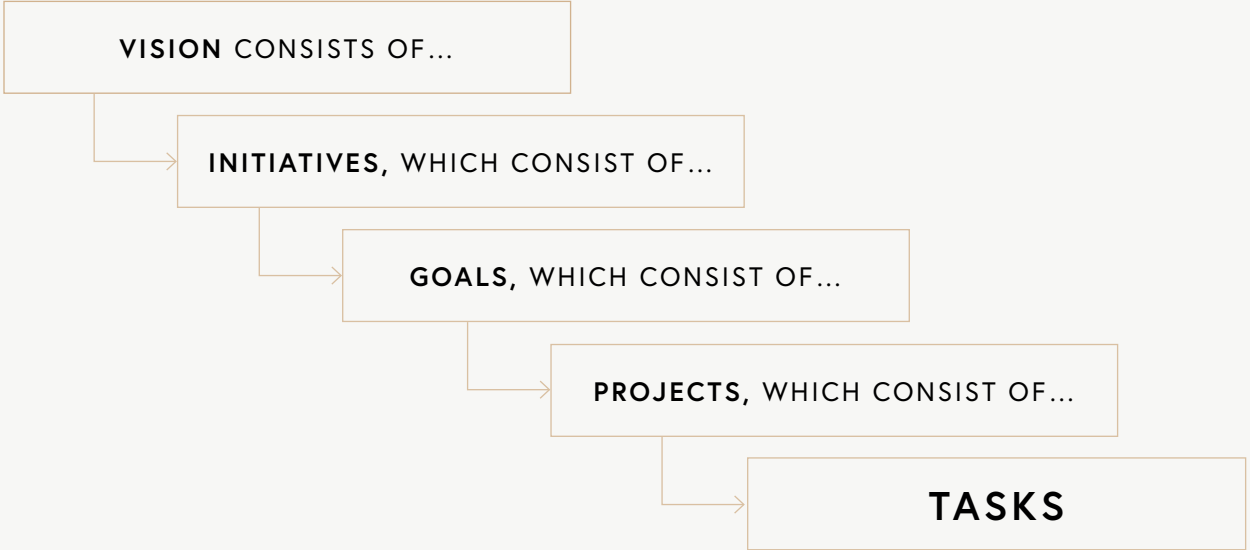 VISION CONSISTS OF...
INITIATIVES, WHICH CONSIST OF...
GOALS, WHICH CONSIST OF...
PROJECTS, WHICH CONSIST OF...
TASKS